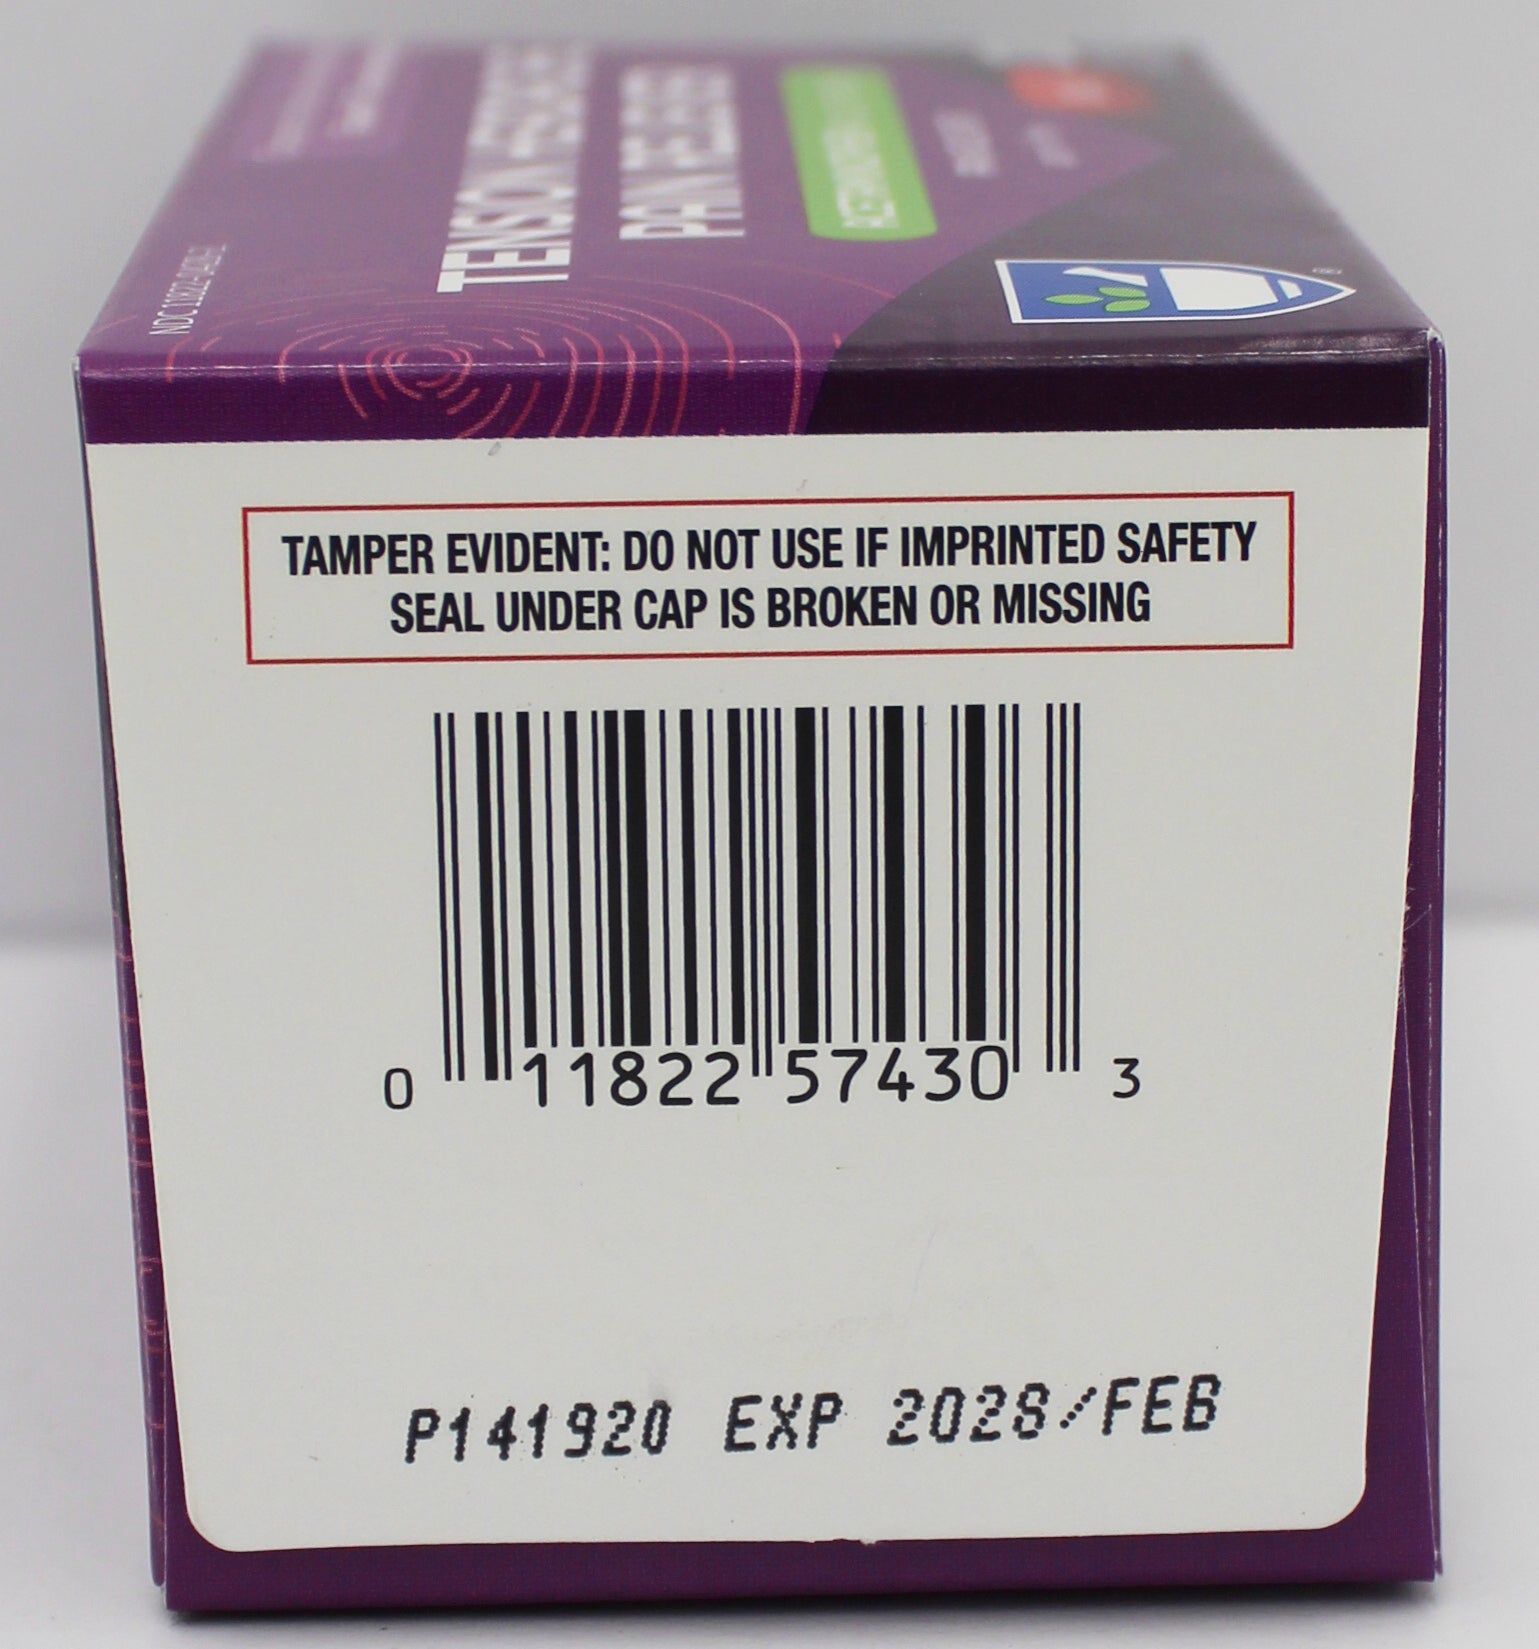 TENSION HEADACHE
PAIN RELIEF
TAMPER EVIDENT: DO NOT USE IF IMPRINTED SAFETY
SEAL UNDER CAP IS BROKEN OR MISSING
0 11822 57430 3
P141920 EXP 2028/FEB